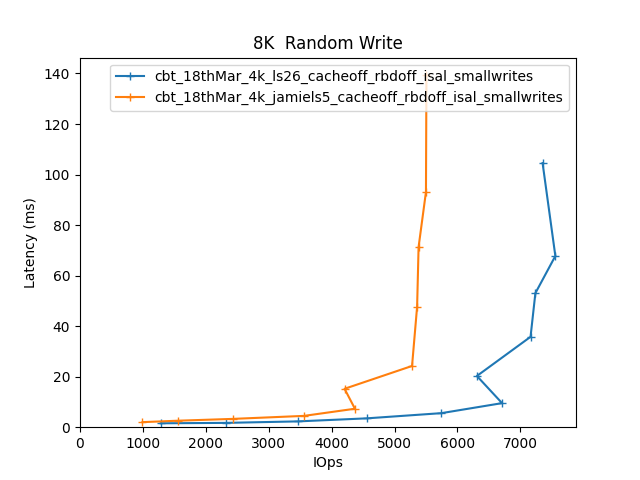 8K  Random Write
cbt_18thMar_4k_ls26_cacheoff_rbdoff_isal_smallwrites
cbt_18thMar_4k_jamiels5_cacheoff_rbdoff_isal_smallwrites
140
120
100
80
60
40
20
0
Latency (ms)
0 1000 2000 3000 4000 5000 6000 7000
IOps